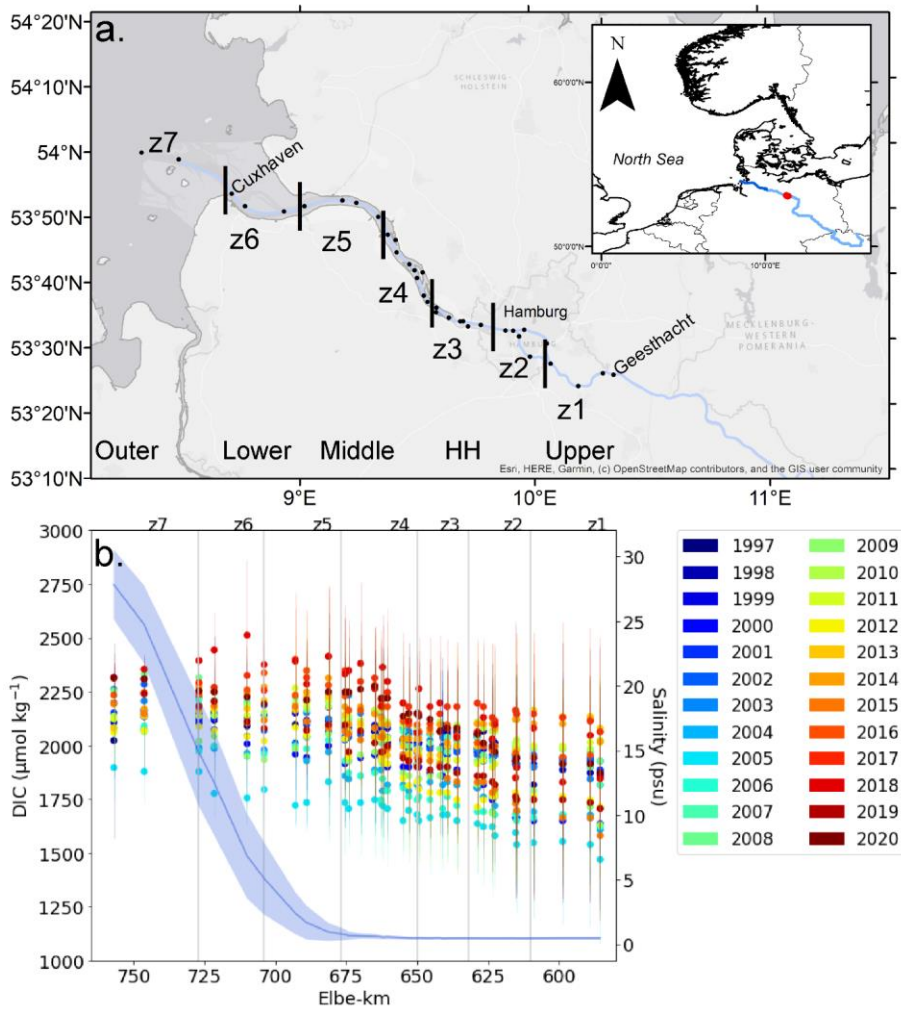 a.
54°20'N
54°10'N
54°N
53°50'N
53°40'N
53°30'N
53°20'N
53°10'N
SCHLESWIG-
HOLSTEIN
z7
Cuxhaven
z6
z5
z4
z3
Hamburg
HAMBURG
z2
Geesthacht
z1
MECKLENBURG-
WESTERN
POMERANIA
N
60°0'0"N
North Sea
50°0'0"N
0°0'0"
10°0'0"E
Outer Lower Middle HH Upper
Esri, HERE, Garmin, (c) OpenStreetMap contributors, and the GIS user community
9°E 10°E 11°E
z7 z6 z5 z4 z3 z2 z1
b
3000
2750
2500
2250
2000
1750
1500
1250
1000
DIC (µmol kg⁻¹)
30
25
20
15
10
5
0
Salinity (psu)
750 725 700 675 650 625 600
Elbe-km
1997
1998
1999
2000
2001
2002
2003
2004
2005
2006
2007
2008
2009
2010
2011
2012
2013
2014
2015
2016
2017
2018
2019
2020